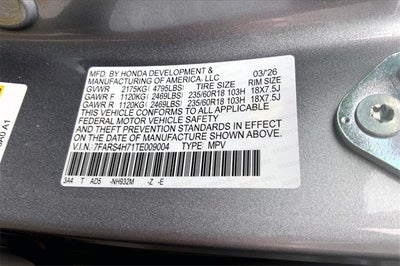 MFD. BY HONDA DEVELOPMENT & 03/26
MANUFACTURING OF AMERICA, LLC
GVWR 2175KG(4795LBS) TIRE SIZE RIM SIZE
GAWR F 1120KG(2469LBS) 235/60R18 103H 18X7.5J
GAWR R 1120KG(2469LBS) 235/60R18 103H 18X7.5J
THIS VEHICLE CONFORMS TO ALL APPLICABLE
FEDERAL MOTOR VEHICLE SAFETY
AND THEFT PREVENTION STANDARDS IN EFFECT
ON THE DATE OF MANUFACTURE SHOWN ABOVE.
V.I.N.:7FARS4H71TE009004 TYPE: MPV
3A4 T AD5 -NH932M -Z -E